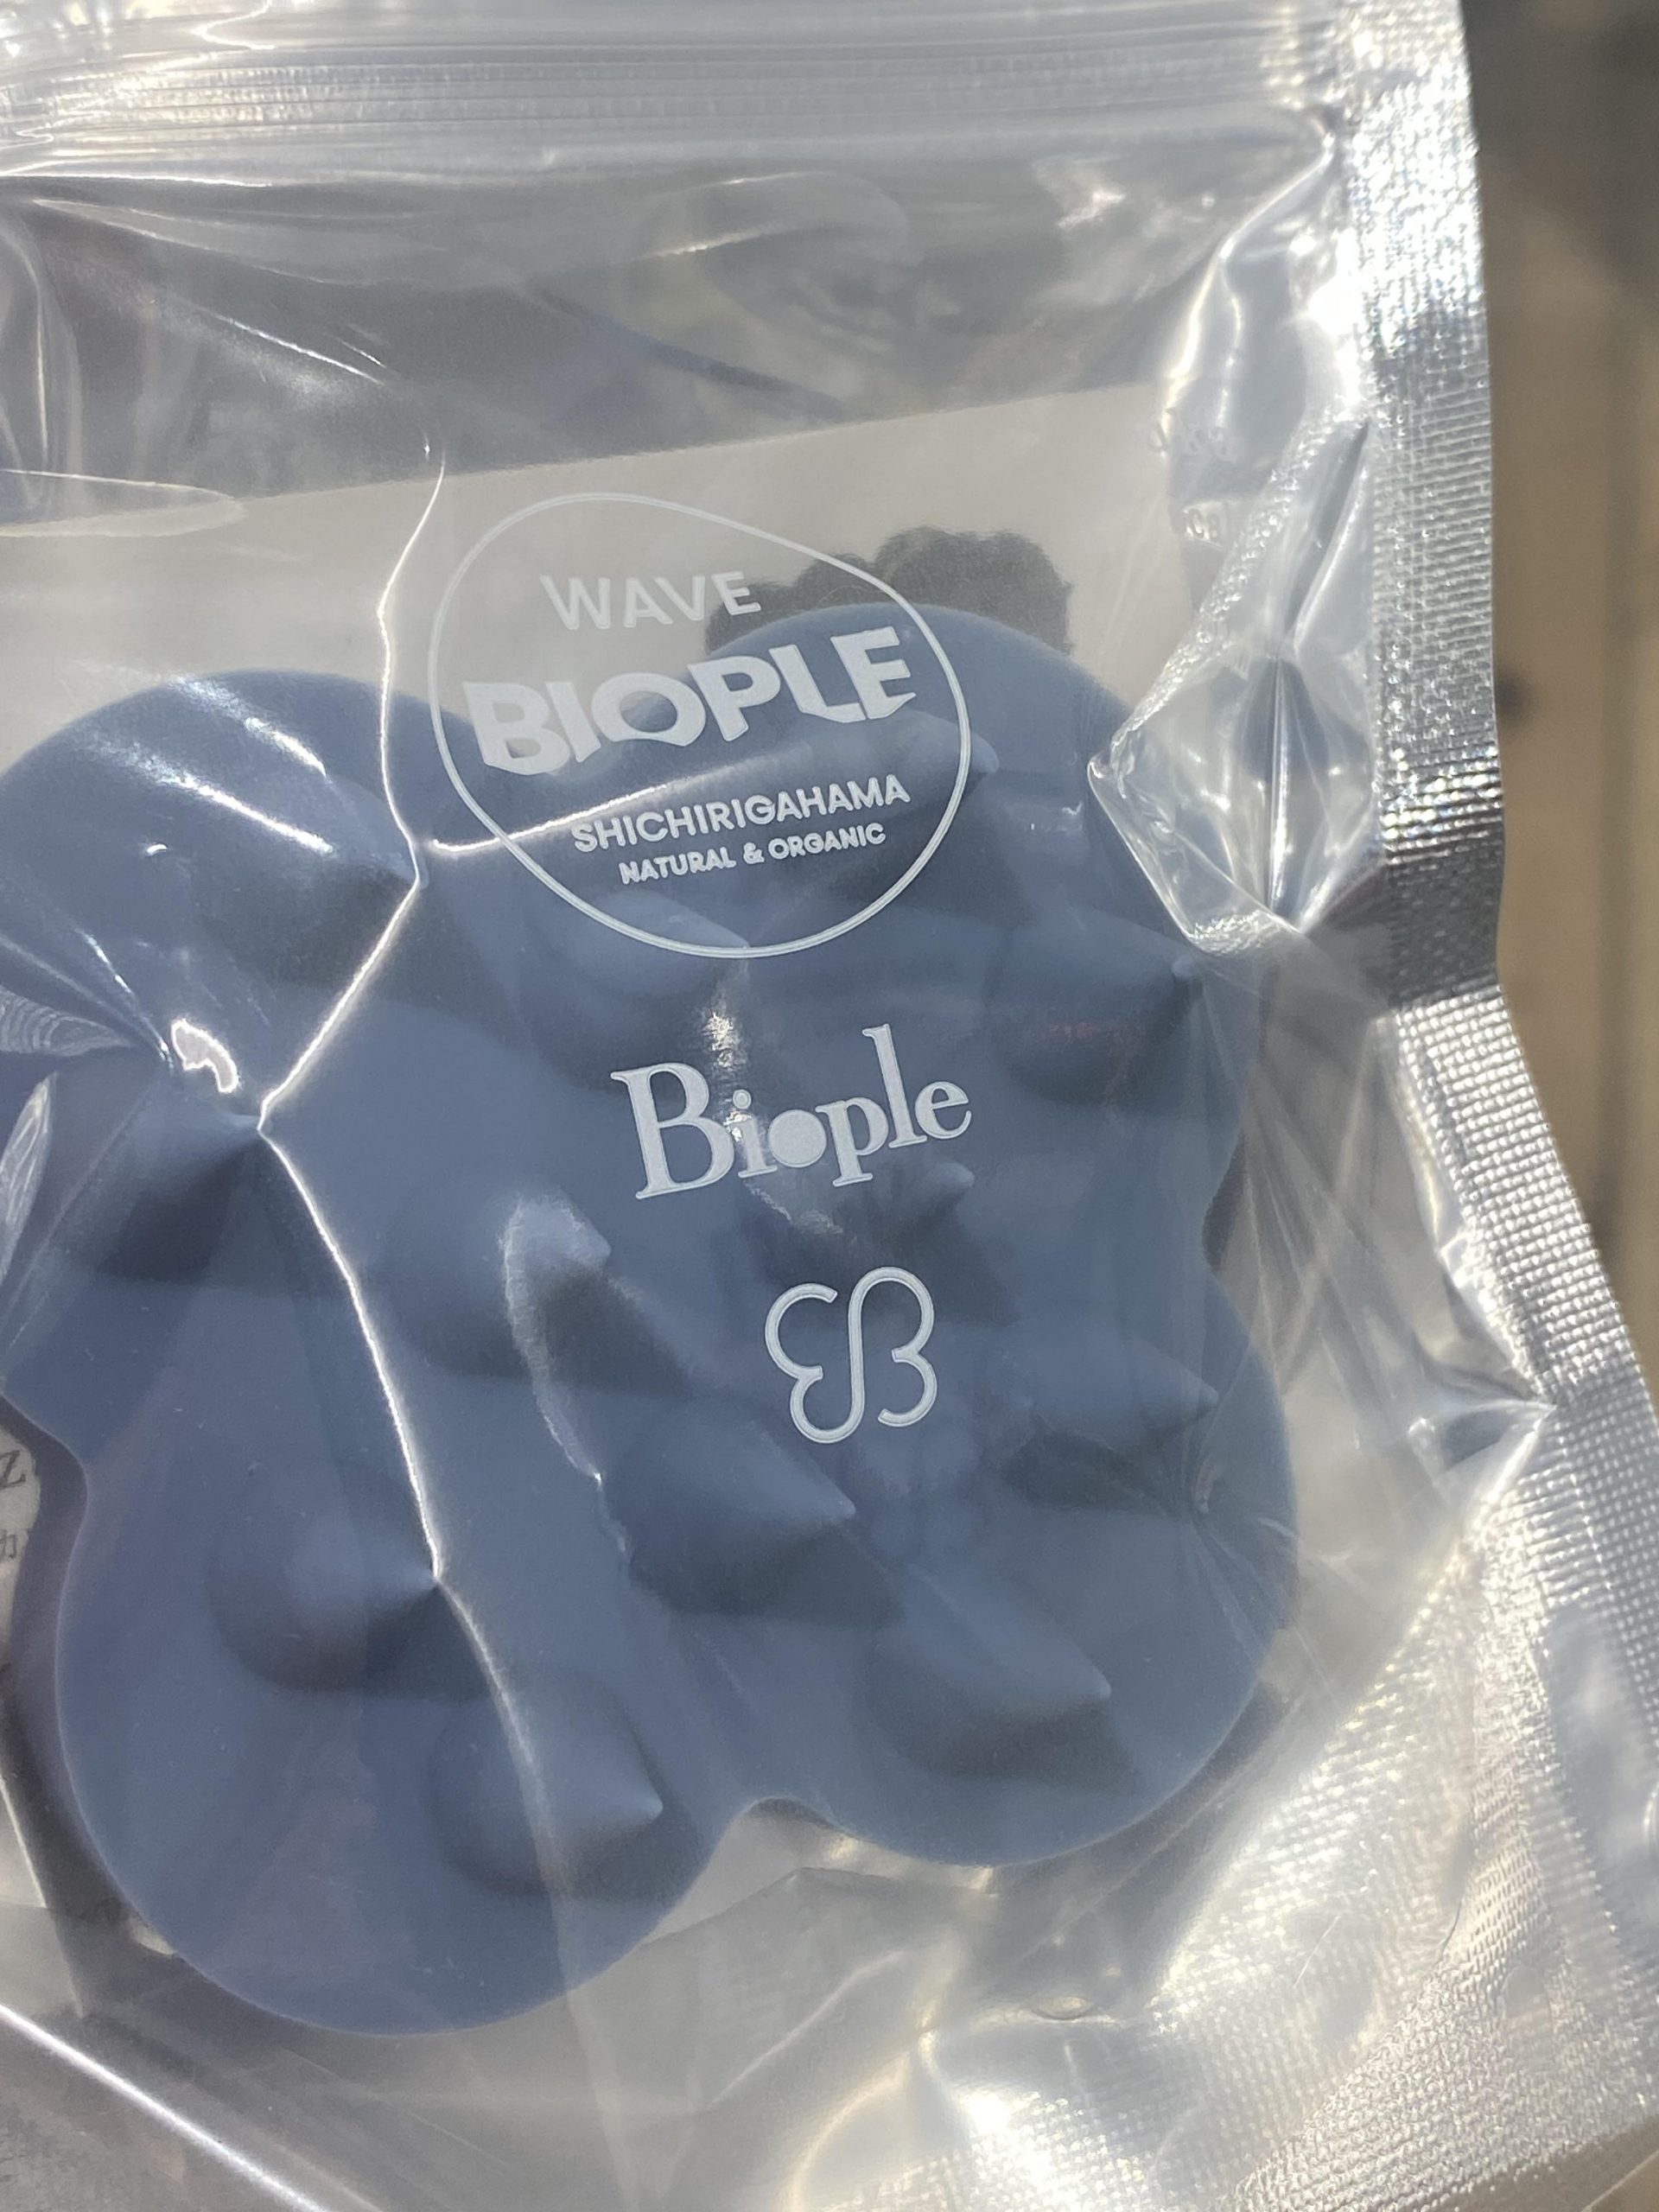 WAVE
BIOPLE
SHICHIRIGAHAMA
NATURAL & ORGANIC
Biople